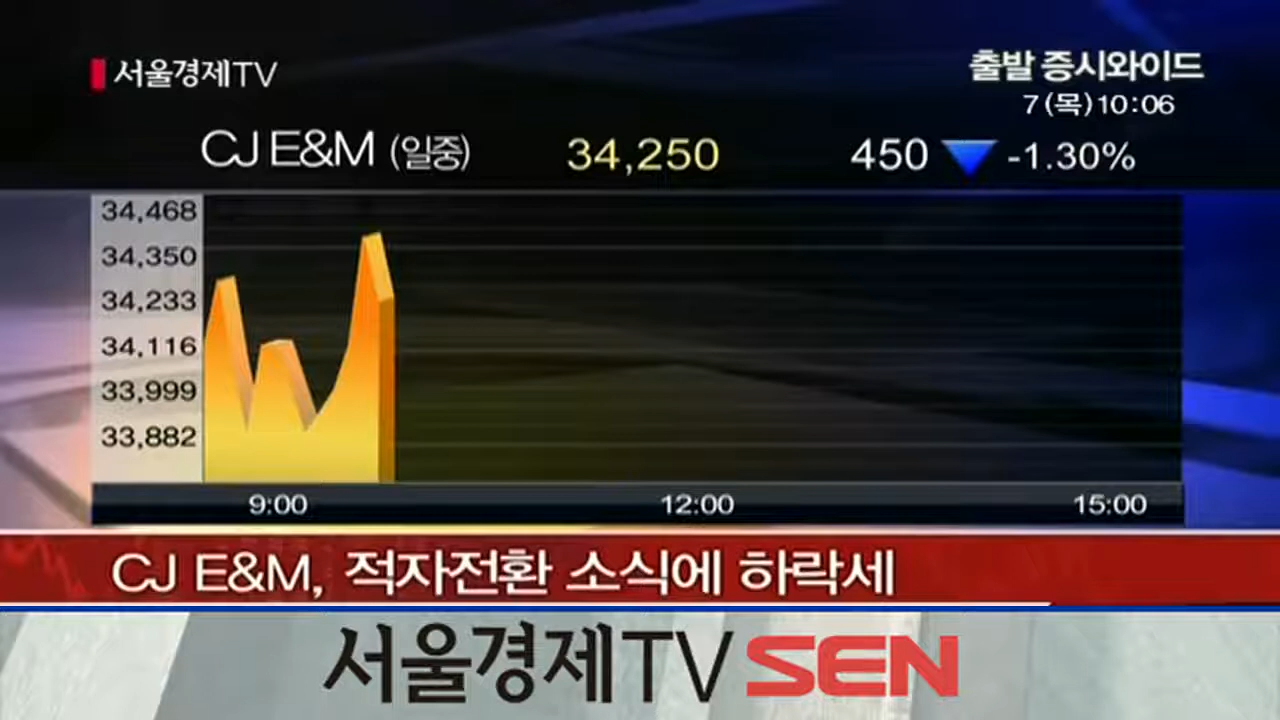 서울경제TV
출발 증시와이드
7(목)10:06
CJ E&M (일중) 34,250 450 ▼ -1.30%
34,468
34,350
34,233
34,116
33,999
33,882
9:00 12:00 15:00
CJ E&M, 적자전환 소식에 하락세
서울경제TV SEN